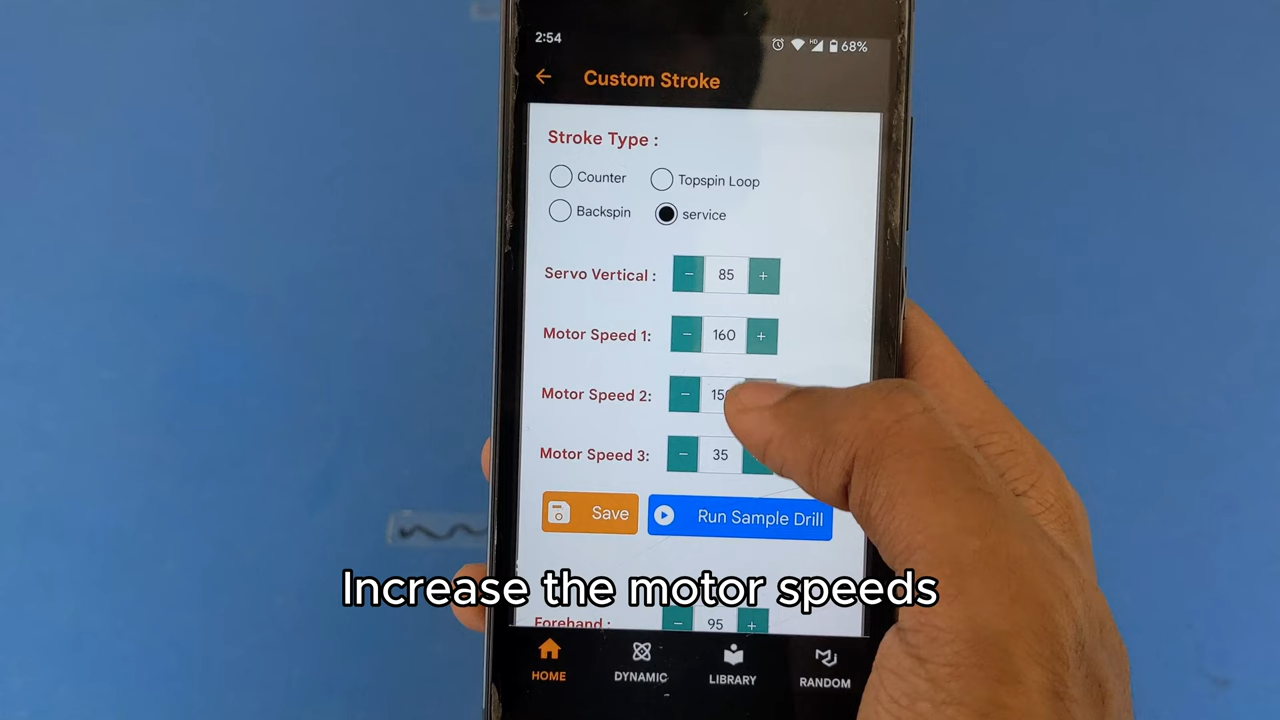 2:54
HD 68%
← Custom Stroke
Stroke Type :
Counter Topspin Loop
Backspin service
Servo Vertical : − 85 +
Motor Speed 1: − 160 +
Motor Speed 2: −
Motor Speed 3: − 35
Save Run Sample Drill
Increase the motor speeds
Forehand : − 95 +
HOME DYNAMIC LIBRARY RANDOM